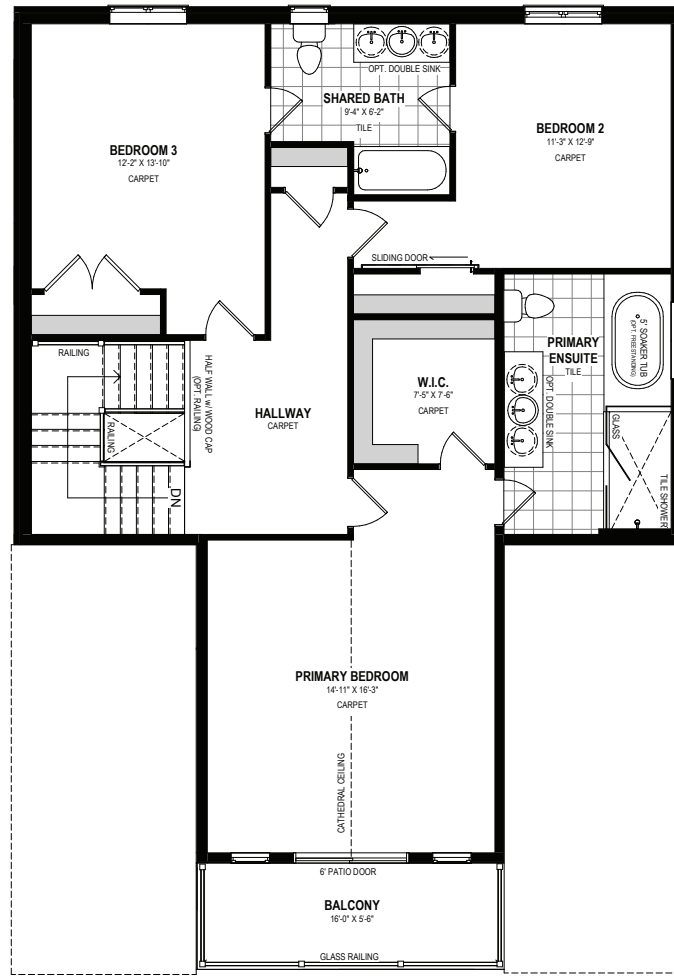 OPT. DOUBLE SINK
SHARED BATH
9'-4" X 6'-2"
TILE
BEDROOM 3
12'-2" X 13'-10"
CARPET
BEDROOM 2
11'-3" X 12'-9"
CARPET
SLIDING DOOR
RAILING
HALF WALL w/ WOOD CAP
(OPT. RAILING)
RAILING
DN
HALLWAY
CARPET
W.I.C.
7'-5" X 7'-6"
CARPET
PRIMARY
ENSUITE
TILE
OPT. DOUBLE SINK
5' SOAKER TUB
(OPT. FREESTANDING)
GLASS
TILE SHOWER
PRIMARY BEDROOM
14'-11" X 16'-3"
CARPET
CATHEDRAL CEILING
6' PATIO DOOR
BALCONY
16'-0" X 5'-6"
GLASS RAILING